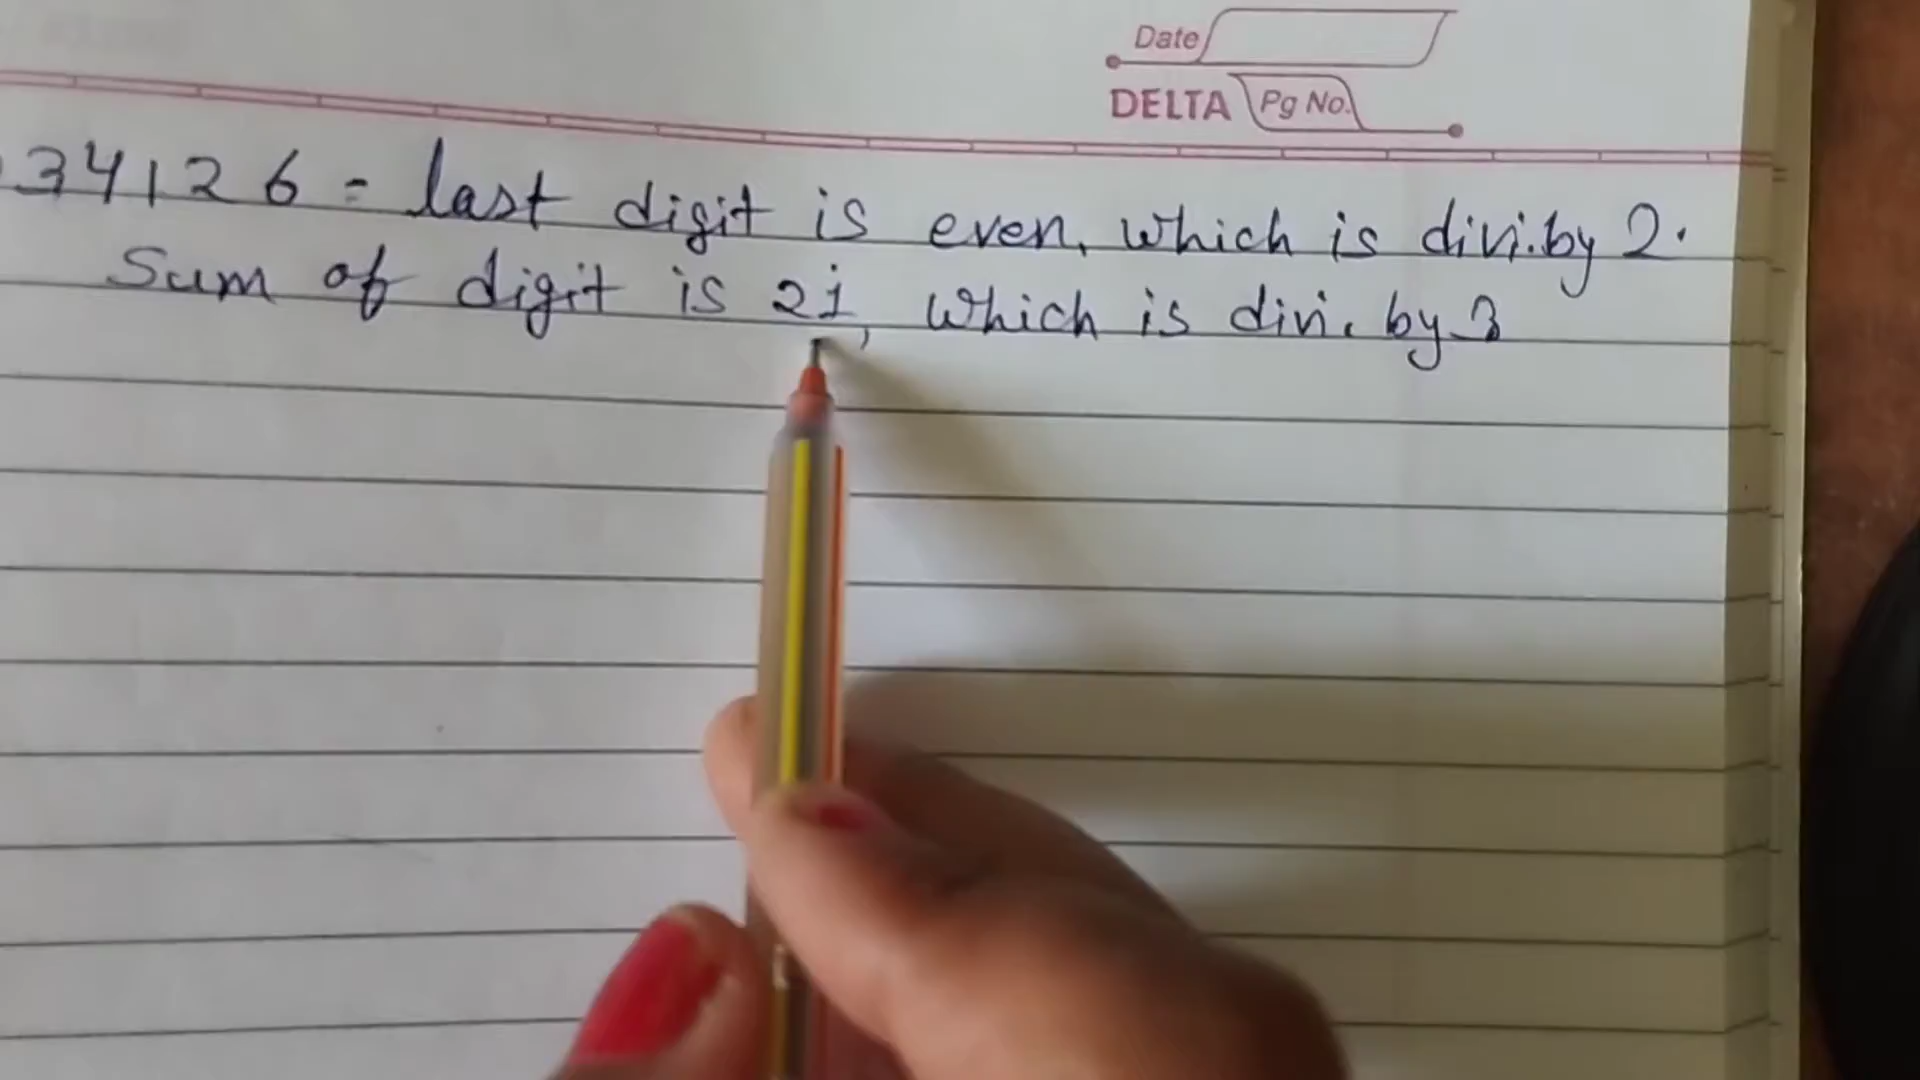 Date
DELTA Pg No.
34126 = last digit is even, which is divi. by 2.
Sum of digit is 21, which is divi. by 3